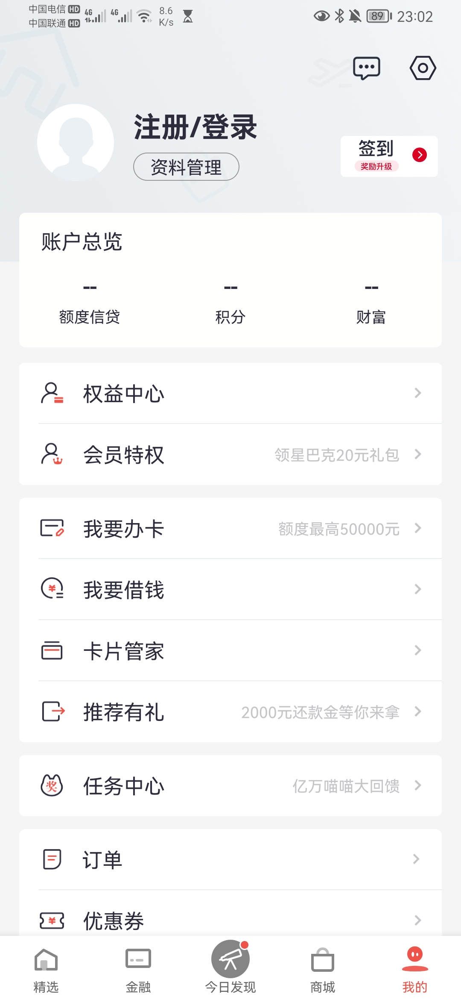 中国电信 HD 4G 4G 8.6 K/s 89 23:02
中国联通 HD
注册/登录
资料管理
签到
奖励升级
账户总览
-- -- --
额度信贷 积分 财富
权益中心
会员特权 领星巴克20元礼包
我要办卡 额度最高50000元
我要借钱
卡片管家
推荐有礼 2000元还款金等你来拿
奖 任务中心 亿万喵喵大回馈
订单
优惠券
精选 金融 今日发现 商城 我的